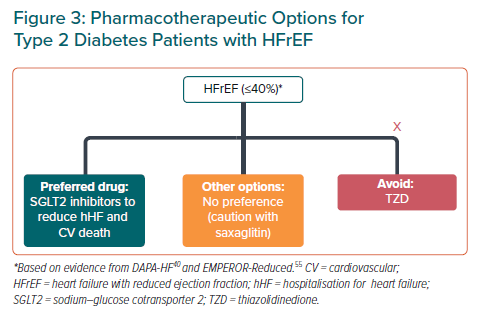 Figure 3: Pharmacotherapeutic Options for
Type 2 Diabetes Patients with HFrEF
HFrEF (≤40%)*
X
Preferred drug:
SGLT2 inhibitors to
reduce hHF and
CV death
Other options:
No preference
(caution with
saxaglitin)
Avoid:
TZD
*Based on evidence from DAPA-HF⁴⁰ and EMPEROR-Reduced.⁵⁵ CV = cardiovascular;
HFrEF = heart failure with reduced ejection fraction; hHF = hospitalisation for heart failure;
SGLT2 = sodium–glucose cotransporter 2; TZD = thiazolidinedione.